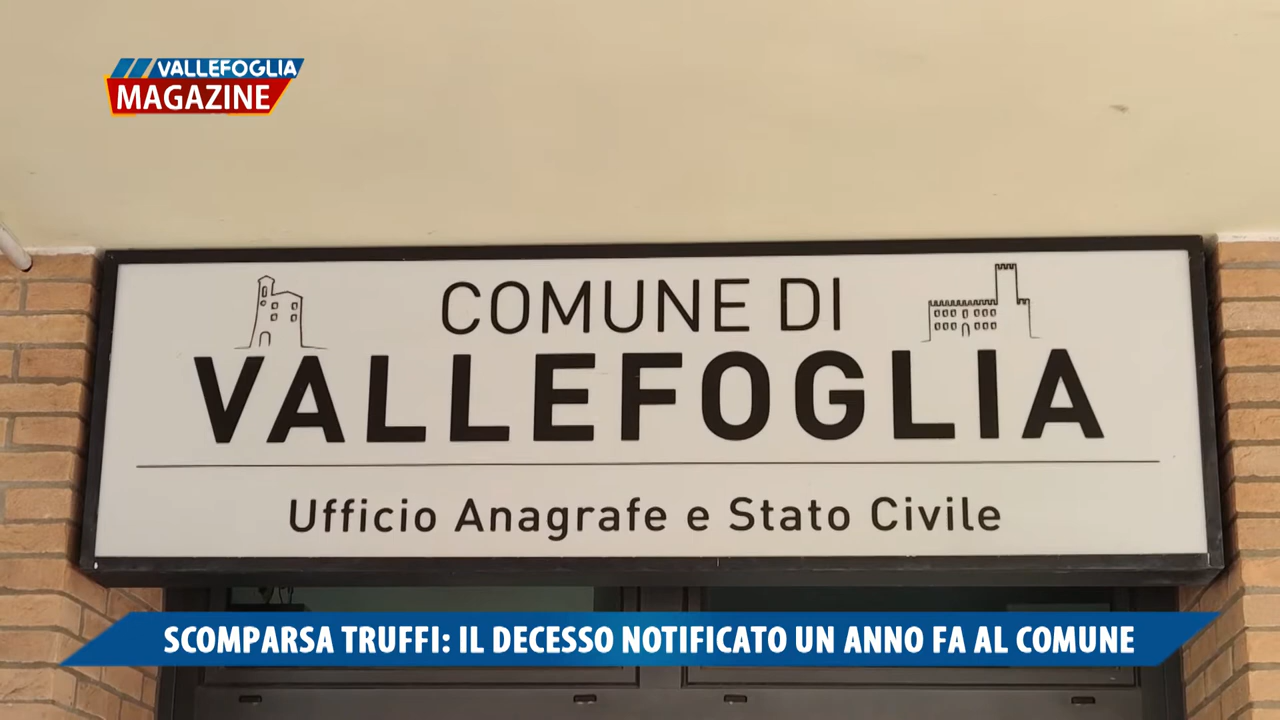 VALLEFOGLIA
MAGAZINE
COMUNE DI
VALLEFOGLIA
Ufficio Anagrafe e Stato Civile
SCOMPARSA TRUFFI: IL DECESSO NOTIFICATO UN ANNO FA AL COMUNE